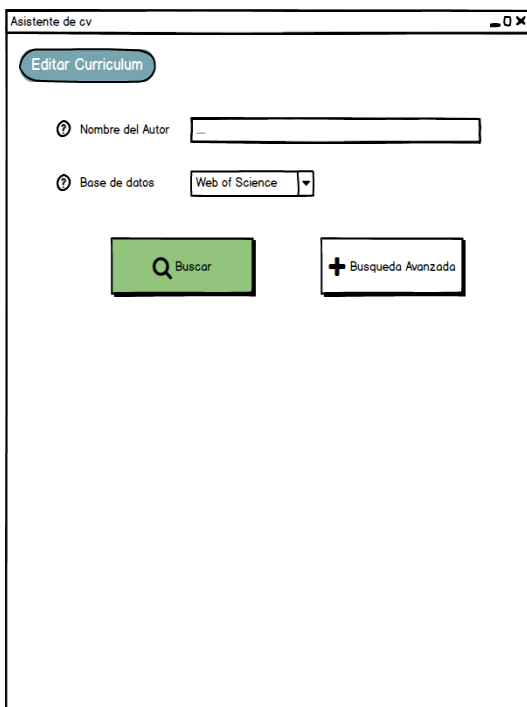 Asistente de cv
Editar Curriculum
? Nombre del Autor ....
? Base de datos Web of Science
Buscar
Busqueda Avanzada